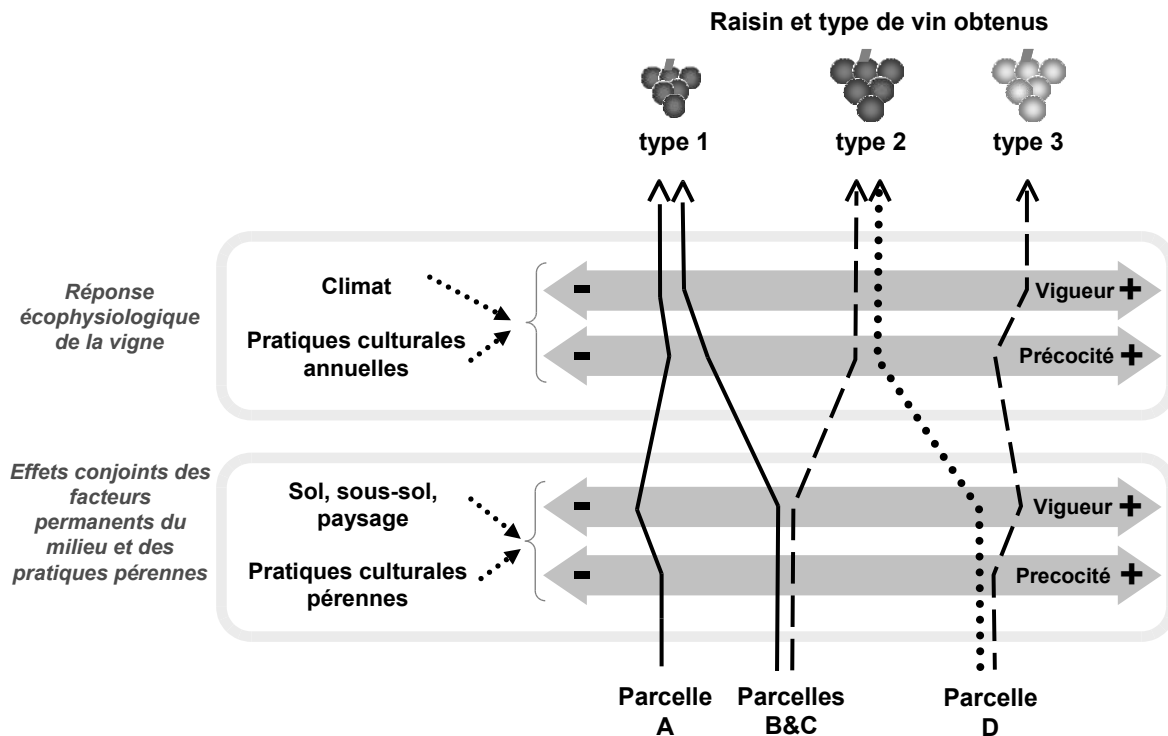 Raisin et type de vin obtenus
type 1
type 2
type 3
Réponse
écophysiologique
de la vigne
Climat
Pratiques culturales
annuelles
- Vigueur +
- Précocité +
Effets conjoints des
facteurs
permanents du
milieu et des
pratiques pérennes
Sol, sous-sol,
paysage
Pratiques culturales
pérennes
- Vigueur +
- Precocité +
Parcelle
A
Parcelles
B&C
Parcelle
D